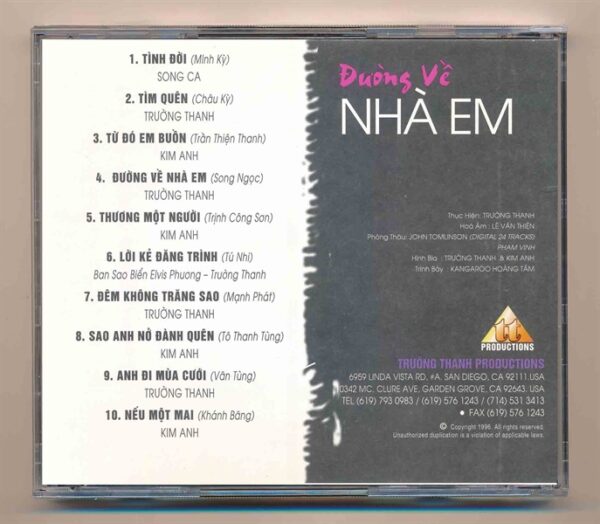 1. TÌNH ĐỜI (Minh Kỳ)
SONG CA
2. TÌM QUÊN (Châu Kỳ)
TRƯỜNG THANH
3. TỪ ĐÓ EM BUỒN (Trần Thiện Thanh)
KIM ANH
4. ĐƯỜNG VỀ NHÀ EM (Song Ngọc)
TRƯỜNG THANH
5. THƯƠNG MỘT NGƯỜI (Trịnh Công Son)
KIM ANH
6. LỜI KẺ ĐĂNG TRÌNH (Tú Nhi)
Bạn Sao Biển Elvis Phuong - Trường Thanh
7. ĐÊM KHÔNG TRĂNG SAO (Mạnh Phát)
TRƯỜNG THANH
8. SAO ANH NỞ ĐÀNH QUÊN (Tô Thanh Tùng)
KIM ANH
9. ANH ĐI MÙA CƯỚI (Văn Tùng)
TRƯỜNG THANH
10. NẾU MỘT MAI (Khánh Băng)
KIM ANH
Đường Về
NHÀ EM
Thực Hiện: TRƯỜNG THANH
Hoà Âm : LÊ VĂN THIỆN
Phòng Thâu: JOHN TOMLINSON (DIGITAL 24 TRACKS)
PHẠM VINH
Hình Bìa : TRƯỜNG THANH & KIM ANH
Trình Bày : KANGAROO HOÀNG TÂM
tt
PRODUCTIONS
TRƯỜNG THANH PRODUCTIONS
6959 LINDA VISTA RD, #A, SAN DIEGO, CA 92111.USA
0342 MC. CLURE AVE, GARDEN GROVE, CA 92643. USA
TEL (619) 793 0983 / (619) 576 1243 / (714) 531 3413
• FAX (619) 576 1243
© Copyright 1996. All rights reserved.
Unauthorized duplication is a violation of applicable laws.